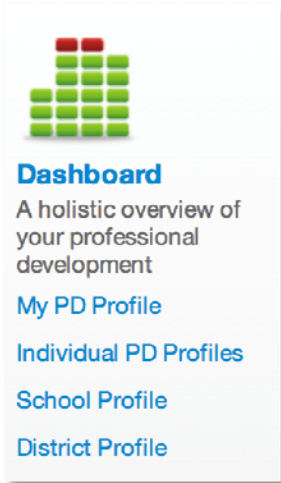 Dashboard
A holistic overview of
your professional
development
My PD Profile
Individual PD Profiles
School Profile
District Profile